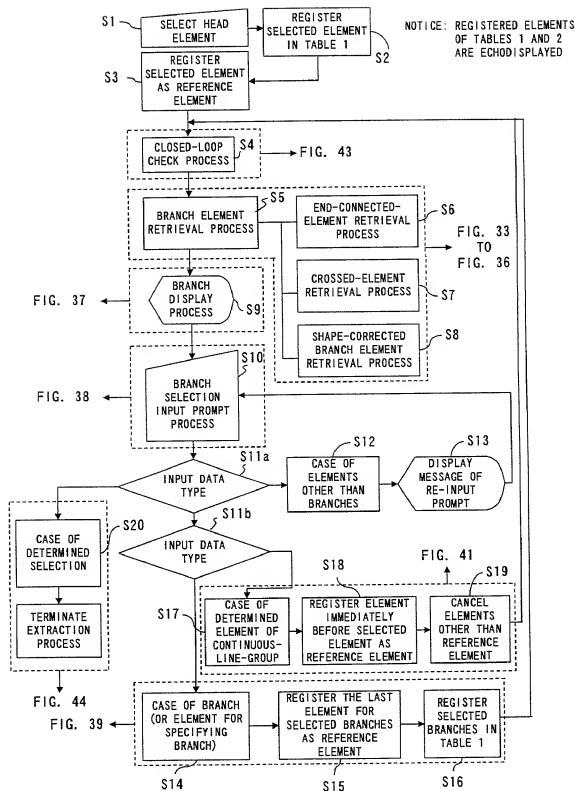 S1
SELECT HEAD
ELEMENT
REGISTER
SELECTED ELEMENT
IN TABLE 1
S2
NOTICE: REGISTERED ELEMENTS
OF TABLES 1 AND 2
ARE ECHODISPLAYED
S3
REGISTER
SELECTED ELEMENT
AS REFERENCE
ELEMENT
CLOSED-LOOP
CHECK PROCESS
S4
FIG. 43
BRANCH ELEMENT
RETRIEVAL PROCESS
S5
END-CONNECTED-
ELEMENT RETRIEVAL
PROCESS
S6
FIG. 33
TO
FIG. 36
CROSSED-ELEMENT
RETRIEVAL PROCESS
S7
SHAPE-CORRECTED
BRANCH ELEMENT
RETRIEVAL PROCESS
S8
FIG. 37
BRANCH
DISPLAY
PROCESS
S9
FIG. 38
BRANCH
SELECTION
INPUT PROMPT
PROCESS
S10
INPUT DATA
TYPE
S11a
CASE OF
ELEMENTS
OTHER THAN
BRANCHES
S12
DISPLAY
MESSAGE OF
RE-INPUT
PROMPT
S13
INPUT DATA
TYPE
S11b
CASE OF
DETERMINED
SELECTION
S20
TERMINATE
EXTRACTION
PROCESS
FIG. 44
FIG. 41
S17
CASE OF
DETERMINED
ELEMENT OF
CONTINUOUS-
LINE-GROUP
S18
REGISTER ELEMENT
IMMEDIATELY
BEFORE SELECTED
ELEMENT AS
REFERENCE ELEMENT
S19
CANCEL
ELEMENTS
OTHER THAN
REFERENCE
ELEMENT
FIG. 39
CASE OF BRANCH
(OR ELEMENT FOR
SPECIFYING
BRANCH)
S14
REGISTER THE LAST
ELEMENT FOR
SELECTED BRANCHES
AS REFERENCE
ELEMENT
S15
REGISTER
SELECTED
BRANCHES IN
TABLE 1
S16